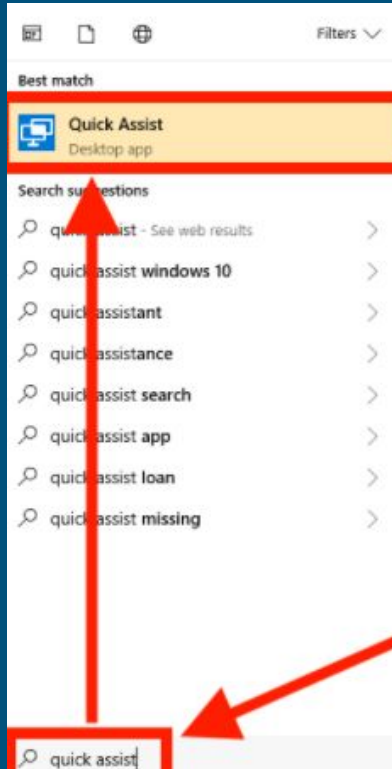 Filters
Best match
Quick Assist
Desktop app
Search suggestions
quick assist - See web results
quick assist windows 10
quick assistant
quick assistance
quick assist search
quick assist app
quick assist loan
quick assist missing
quick assist